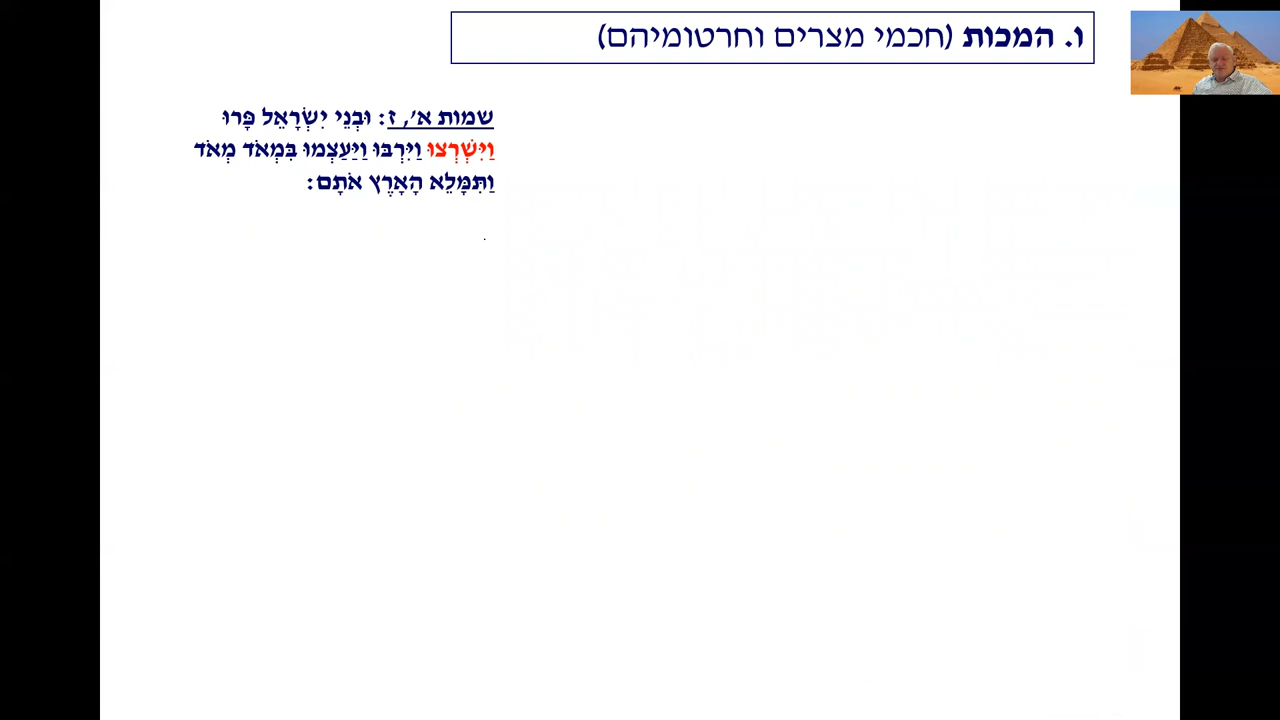 ו. המכות (חכמי מצרים וחרטומיהם)
שמות א', ז: וּבְנֵי יִשְׂרָאֵל פָּרוּ
וַיִּשְׁרְצוּ וַיִּרְבּוּ וַיַּעַצְמוּ בִּמְאֹד מְאֹד
וַתִּמָּלֵא הָאָרֶץ אֹתָם: